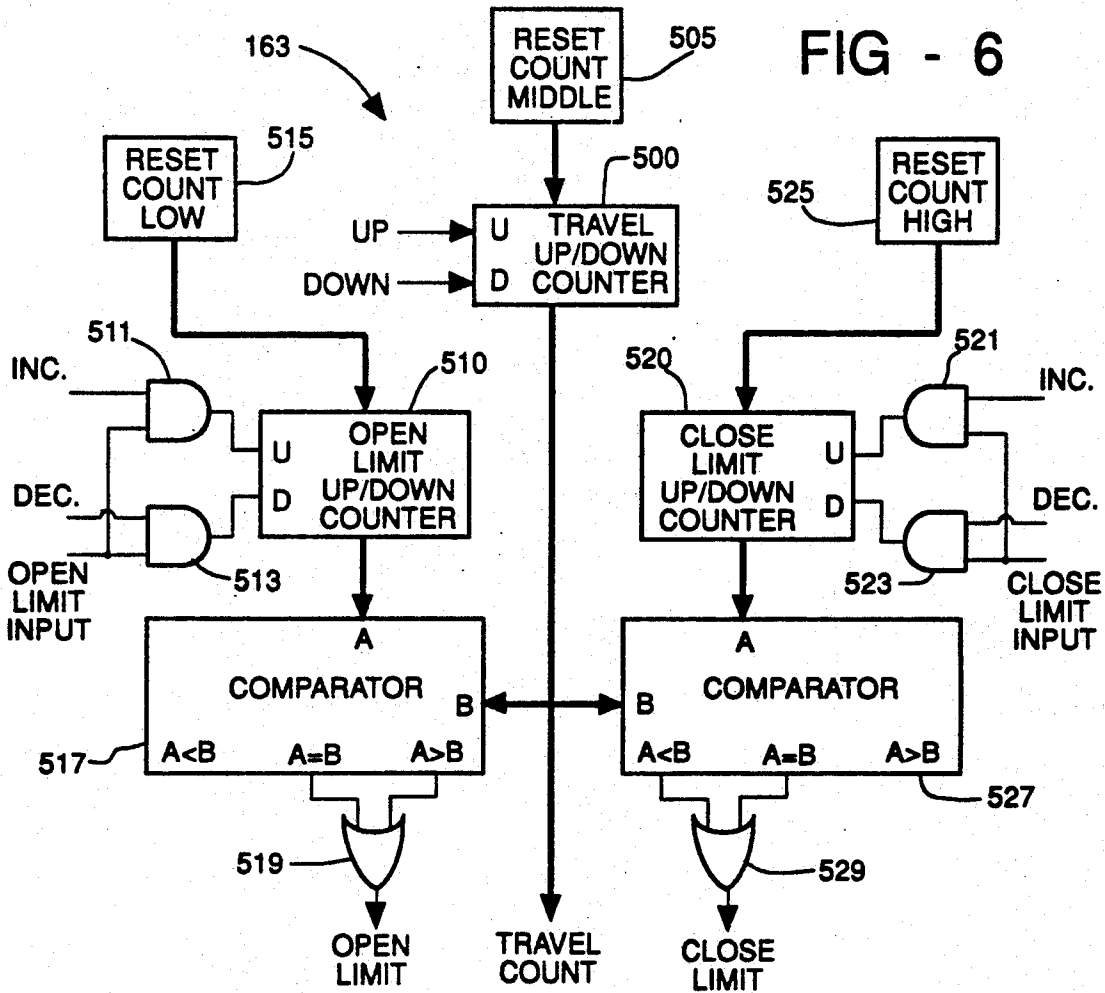 FIG - 6
163
RESET
COUNT
MIDDLE
505
RESET
COUNT
LOW
515
500
RESET
COUNT
HIGH
525
UP
DOWN
U
D
TRAVEL
UP/DOWN
COUNTER
511
INC.
DEC.
OPEN
LIMIT
INPUT
513
510
U
D
OPEN
LIMIT
UP/DOWN
COUNTER
520
CLOSE
LIMIT
UP/DOWN
COUNTER
U
D
521
INC.
DEC.
523
CLOSE
LIMIT
INPUT
A
COMPARATOR
B
A<B
A=B
A>B
517
A
COMPARATOR
B
A<B
A=B
A>B
527
519
529
OPEN
LIMIT
TRAVEL
COUNT
CLOSE
LIMIT